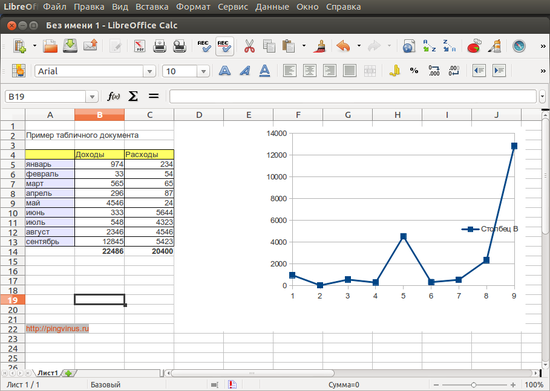 LibreOf Файл Правка Вид Вставка Формат Сервис Данные Окно Справка
Без имени 1 - LibreOffice Calc
Arial 10
B19 f(x) Σ =
A B C D E F G H I J
1
2 Пример табличного документа
3
4 Доходы Расходы
5 январь 974 234
6 февраль 33 54
7 март 565 65
8 апрель 296 87
9 май 4546 24
10 июнь 333 5644
11 июль 548 4323
12 август 2346 4546
13 сентябрь 12845 5423
14 22486 20400
15
16
17
18
19
20
21
22 http://pingvinus.ru
23
24
25
26
14000
12000
10000
8000
6000
4000
2000
0
1 2 3 4 5 6 7 8 9
Столбец B
Лист1
Лист 1 / 1 Базовый Сумма=0 100%